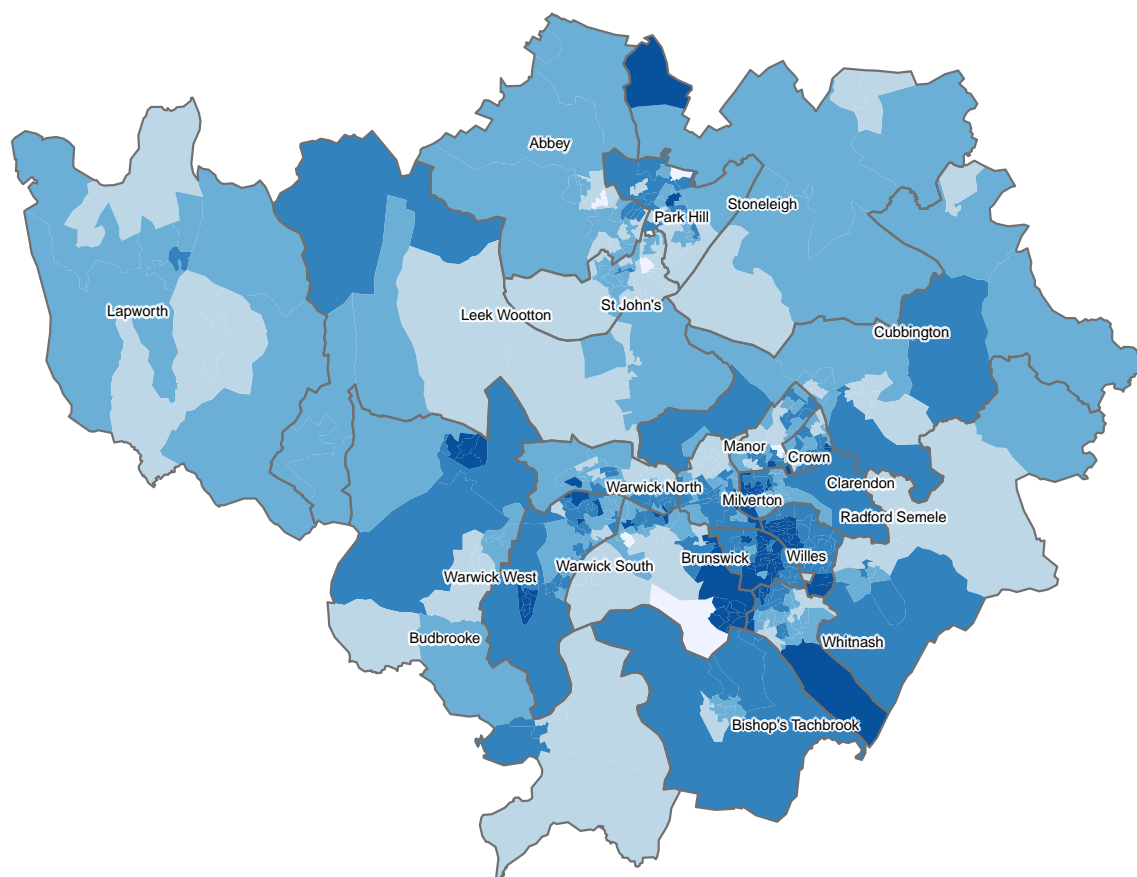 Abbey
Park Hill
Stoneleigh
Lapworth
Leek Wootton
St John's
Cubbington
Manor
Crown
Clarendon
Warwick North
Milverton
Radford Semele
Brunswick
Willes
Warwick South
Warwick West
Budbrooke
Whitnash
Bishop's Tachbrook